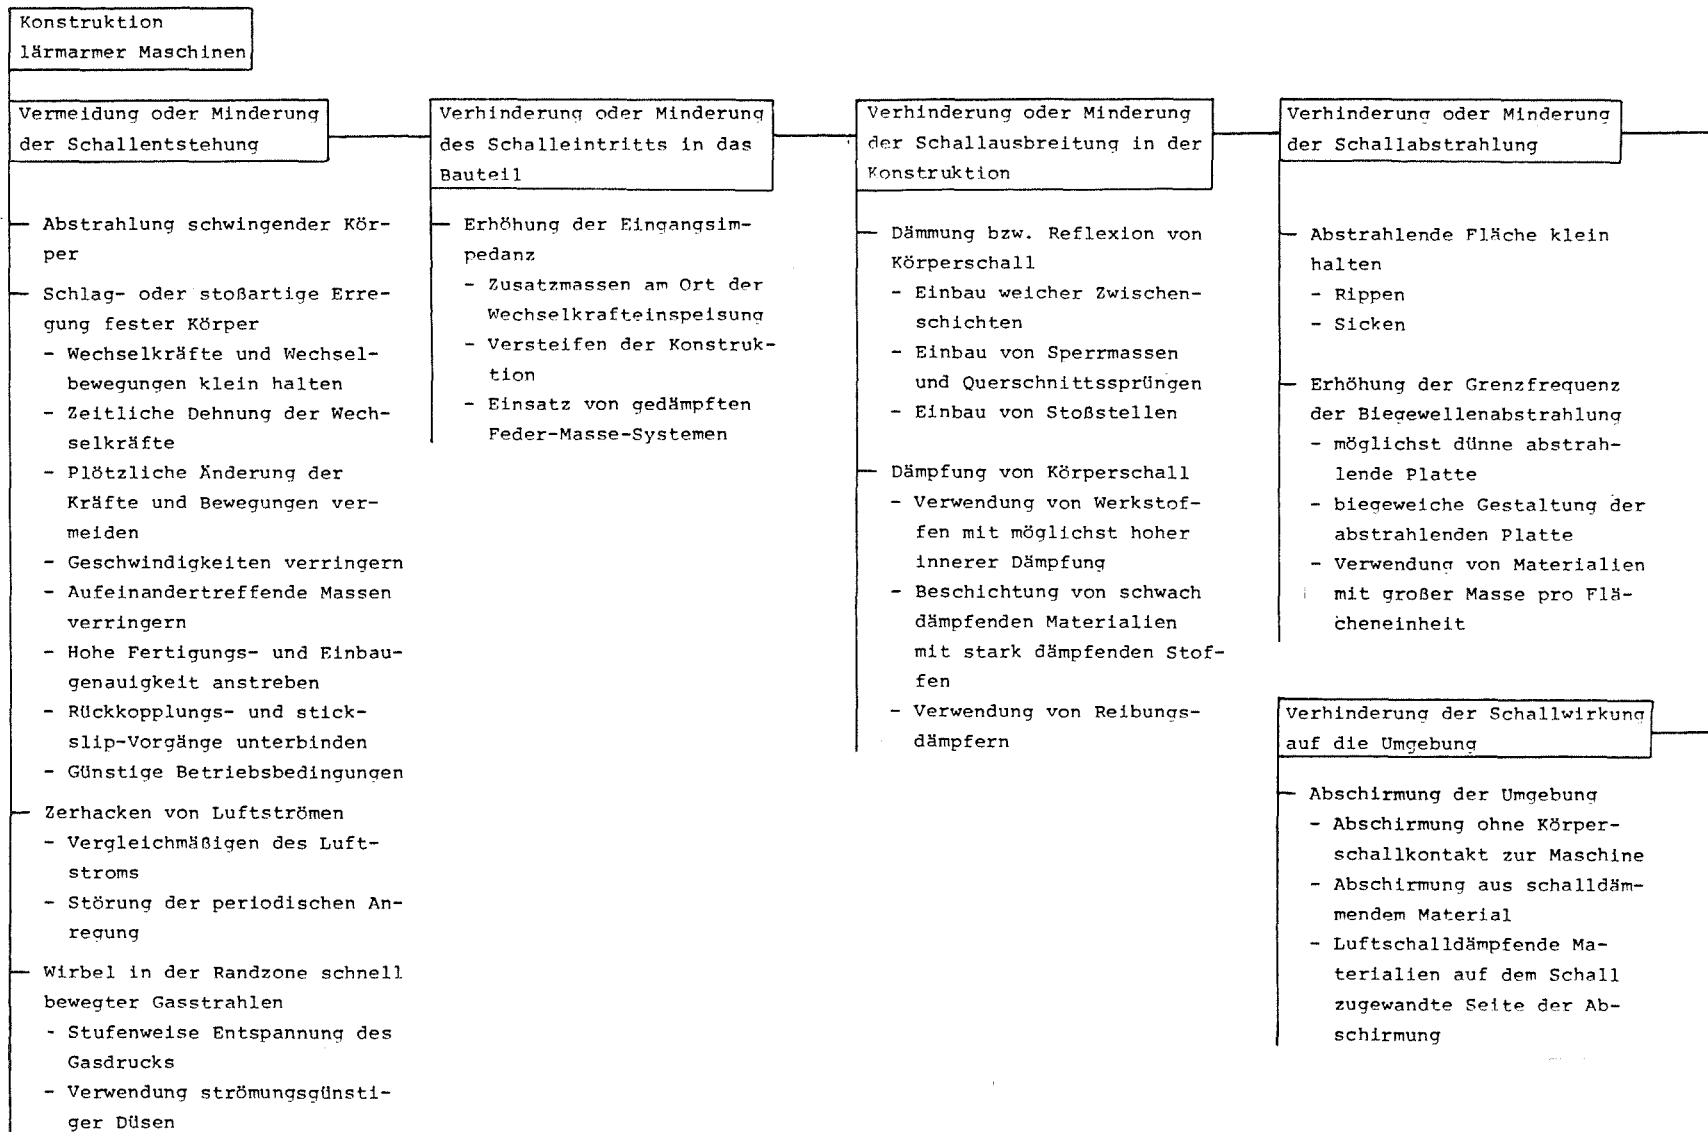 Konstruktion
lärmarmer Maschinen
Vermeidung oder Minderung
der Schallentstehung
- Abstrahlung schwingender Kör-
per
- Schlag- oder stoßartige Erre-
gung fester Körper
- Wechselkräfte und Wechsel-
bewegungen klein halten
- Zeitliche Dehnung der Wech-
selkräfte
- Plötzliche Änderung der
Kräfte und Bewegungen ver-
meiden
- Geschwindigkeiten verringern
- Aufeinandertreffende Massen
verringern
- Hohe Fertigungs- und Einbau-
genauigkeit anstreben
- Rückkopplungs- und stick-
slip-Vorgänge unterbinden
- Günstige Betriebsbedingungen
- Zerhacken von Luftströmen
- Vergleichmäßigen des Luft-
stroms
- Störung der periodischen An-
regung
- Wirbel in der Randzone schnell
bewegter Gasstrahlen
- Stufenweise Entspannung des
Gasdrucks
- Verwendung strömungsgünsti-
ger Düsen
Verhinderung oder Minderung
des Schalleintritts in das
Bauteil
- Erhöhung der Eingangsim-
pedanz
- Zusatzmassen am Ort der
Wechselkrafteinspeisung
- Versteifen der Konstruk-
tion
- Einsatz von gedämpften
Feder-Masse-Systemen
Verhinderung oder Minderung
der Schallausbreitung in der
Konstruktion
- Dämmung bzw. Reflexion von
Körperschall
- Einbau weicher Zwischen-
schichten
- Einbau von Sperrmassen
und Querschnittssprüngen
- Einbau von Stoßstellen
- Dämpfung von Körperschall
- Verwendung von Werkstof-
fen mit möglichst hoher
innerer Dämpfung
- Beschichtung von schwach
dämpfenden Materialien
mit stark dämpfenden Stof-
fen
- Verwendung von Reibungs-
dämpfern
Verhinderung oder Minderung
der Schallabstrahlung
- Abstrahlende Fläche klein
halten
- Rippen
- Sicken
- Erhöhung der Grenzfrequenz
der Biegewellenabstrahlung
- möglichst dünne abstrah-
lende Platte
- biegeweiche Gestaltung der
abstrahlenden Platte
- Verwendung von Materialien
mit großer Masse pro Flä-
cheneinheit
Verhinderung der Schallwirkung
auf die Umgebung
- Abschirmung der Umgebung
- Abschirmung ohne Körper-
schallkontakt zur Maschine
- Abschirmung aus schalldäm-
mendem Material
- Luftschalldämpfende Ma-
terialien auf dem Schall
zugewandte Seite der Ab-
schirmung